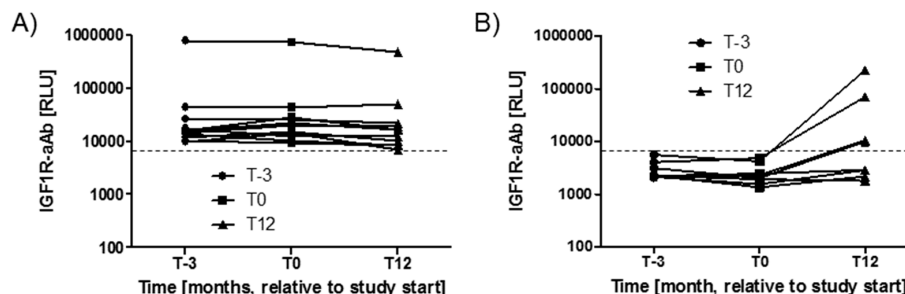 A)
IGF1R-aAb [RLU]
1000000
100000
10000
1000
100
T-3
T0
T12
T-3 T0 T12
Time [months, relative to study start]
B)
IGF1R-aAb [RLU]
1000000
100000
10000
1000
100
T-3
T0
T12
T-3 T0 T12
Time [month, relative to study start]